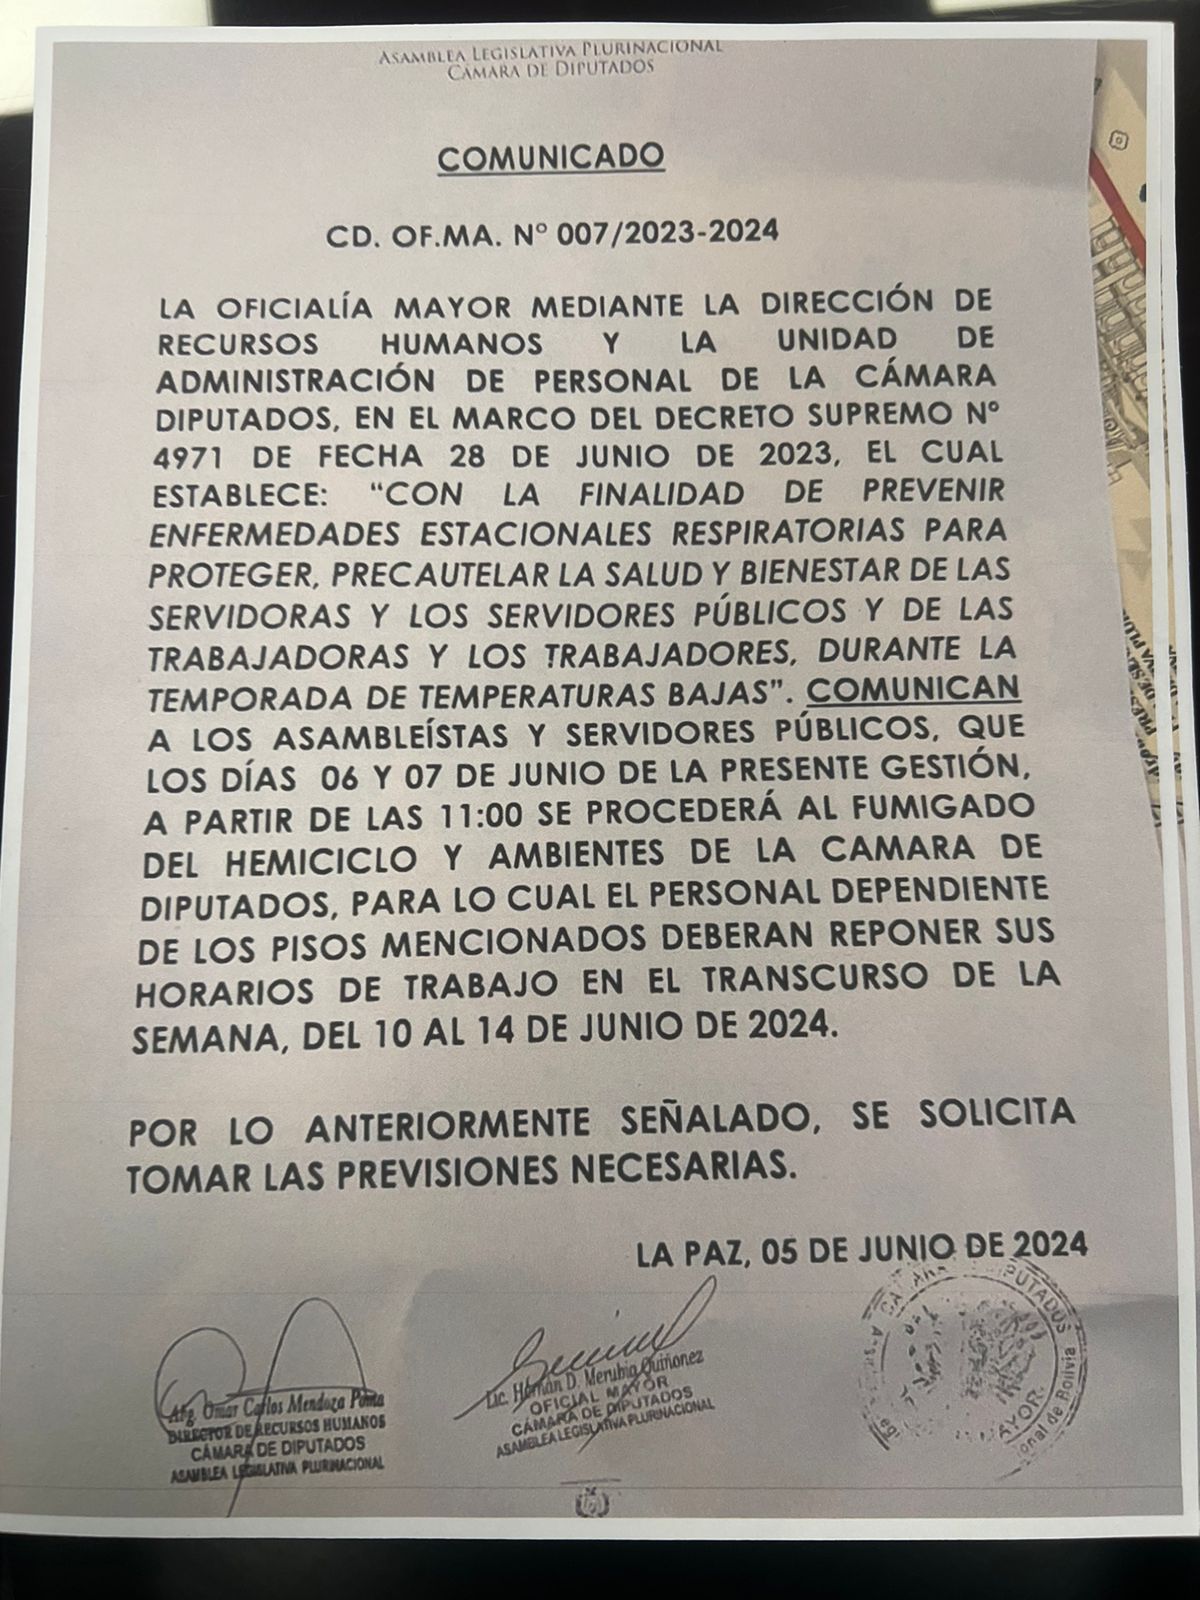 ASAMBLEA LEGISLATIVA PLURINACIONAL
CÁMARA DE DIPUTADOS
COMUNICADO
CD. OF.MA. N° 007/2023-2024
LA OFICIALÍA MAYOR MEDIANTE LA DIRECCIÓN DE
RECURSOS HUMANOS Y LA UNIDAD DE
ADMINISTRACIÓN DE PERSONAL DE LA CÁMARA
DIPUTADOS, EN EL MARCO DEL DECRETO SUPREMO N°
4971 DE FECHA 28 DE JUNIO DE 2023, EL CUAL
ESTABLECE: “CON LA FINALIDAD DE PREVENIR
ENFERMEDADES ESTACIONALES RESPIRATORIAS PARA
PROTEGER, PRECAUTELAR LA SALUD Y BIENESTAR DE LAS
SERVIDORAS Y LOS SERVIDORES PÚBLICOS Y DE LAS
TRABAJADORAS Y LOS TRABAJADORES, DURANTE LA
TEMPORADA DE TEMPERATURAS BAJAS”. COMUNICAN
A LOS ASAMBLEÍSTAS Y SERVIDORES PÚBLICOS, QUE
LOS DÍAS 06 Y 07 DE JUNIO DE LA PRESENTE GESTIÓN,
A PARTIR DE LAS 11:00 SE PROCEDERÁ AL FUMIGADO
DEL HEMICICLO Y AMBIENTES DE LA CAMARA DE
DIPUTADOS, PARA LO CUAL EL PERSONAL DEPENDIENTE
DE LOS PISOS MENCIONADOS DEBERAN REPONER SUS
HORARIOS DE TRABAJO EN EL TRANSCURSO DE LA
SEMANA, DEL 10 AL 14 DE JUNIO DE 2024.
POR LO ANTERIORMENTE SEÑALADO, SE SOLICITA
TOMAR LAS PREVISIONES NECESARIAS.
LA PAZ, 05 DE JUNIO DE 2024
Omar Carlos Mendoza Poma
DIRECTOR DE RECURSOS HUMANOS
CÁMARA DE DIPUTADOS
ASAMBLEA LEGISLATIVA PLURINACIONAL
Lic. Hernán D. Merubia Quiñonez
OFICIAL MAYOR
CÁMARA DE DIPUTADOS
ASAMBLEA LEGISLATIVA PLURINACIONAL